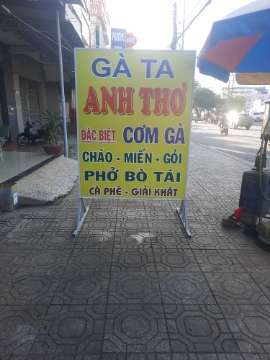 GÀ TA
ANH THƠ
ĐẶC BIỆT CƠM GÀ
CHÁO - MIẾN - GỎI
PHỞ BÒ TÁI
CÀ PHÊ - GIẢI KHÁT